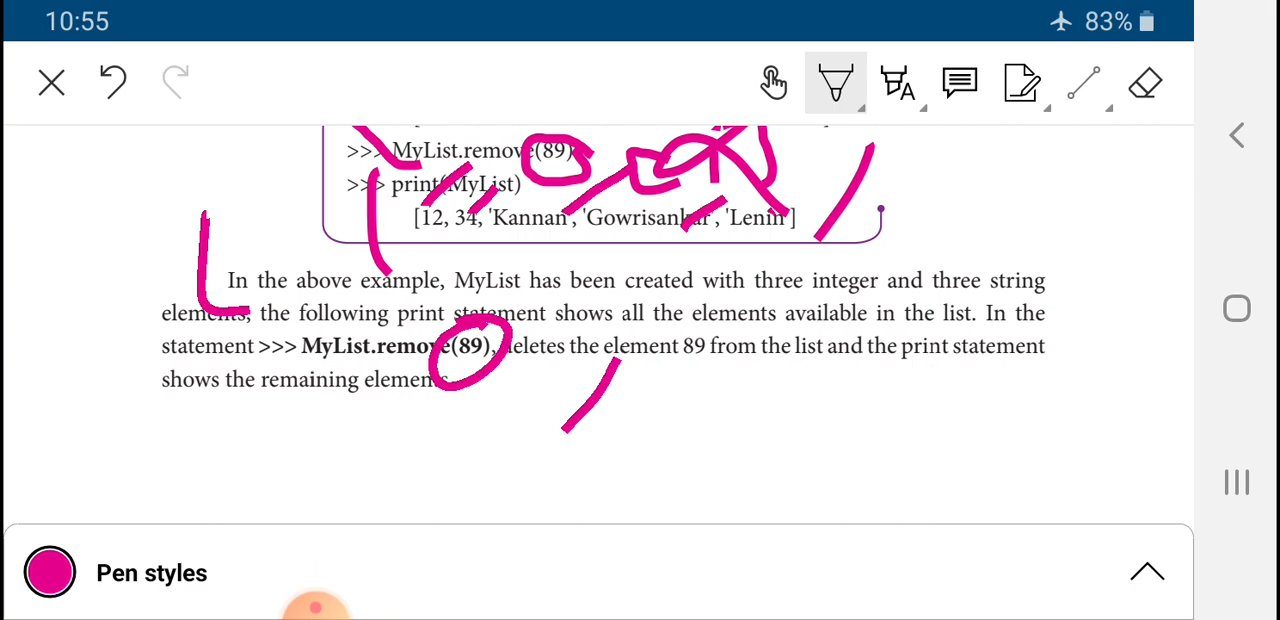 10:55
83%
>>> MyList.remove(89)
>>> print(MyList)
[12, 34, 'Kannan', 'Gowrisankar', 'Lenin']
In the above example, MyList has been created with three integer and three string
elements, the following print statement shows all the elements available in the list. In the
statement >>> MyList.remove(89), deletes the element 89 from the list and the print statement
shows the remaining elements.
Pen styles